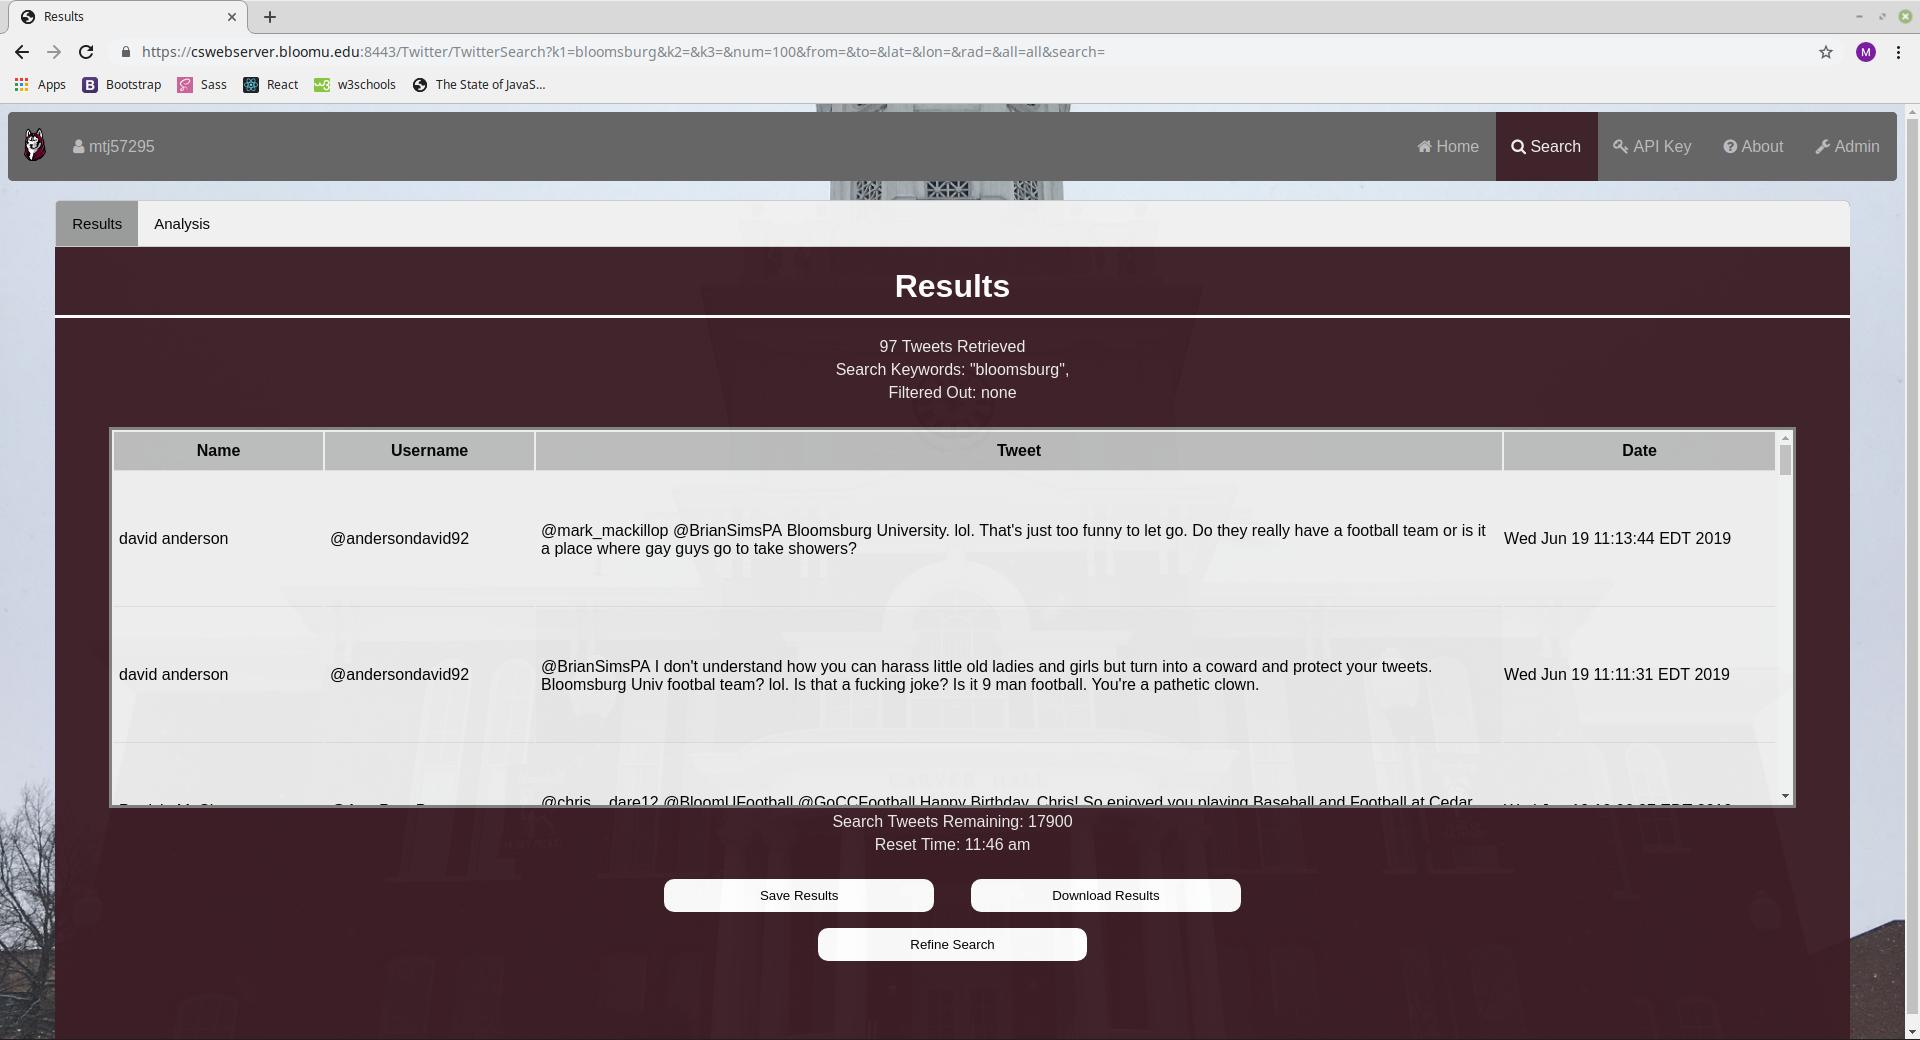 Results
https://cswebserver.bloomu.edu:8443/Twitter/TwitterSearch?k1=bloomsburg&k2=&k3=&num=100&from=&to=&lat=&lon=&rad=&all=all&search=
M
Apps Bootstrap Sass React w3schools The State of JavaS...
mtj57295 Home Search API Key About Admin
Results Analysis
Results
97 Tweets Retrieved
Search Keywords: "bloomsburg",
Filtered Out: none
Name Username Tweet Date
david anderson @andersondavid92 @mark_mackillop @BrianSimsPA Bloomsburg University. lol. That's just too funny to let go. Do they really have a football team or is it Wed Jun 19 11:13:44 EDT 2019
a place where gay guys go to take showers?
david anderson @andersondavid92 @BrianSimsPA I don't understand how you can harass little old ladies and girls but turn into a coward and protect your tweets. Wed Jun 19 11:11:31 EDT 2019
Bloomsburg Univ footbal team? lol. Is that a fucking joke? Is it 9 man football. You're a pathetic clown.
@chris__dare12 @BloomUFootball @GoCCFootball Happy Birthday, Chris! So enjoyed you playing Baseball and Football at Cedar
Search Tweets Remaining: 17900
Reset Time: 11:46 am
Save Results Download Results
Refine Search